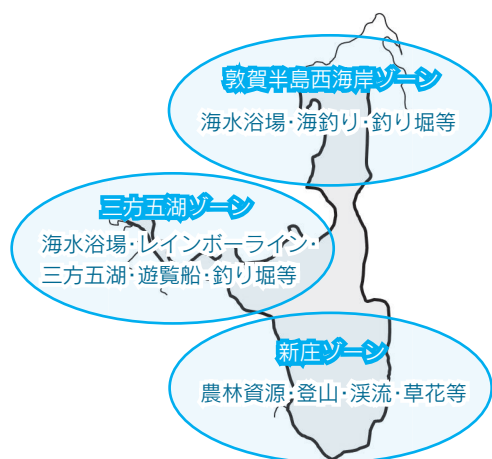 敦賀半島西海岸ゾーン
海水浴場･海釣り･釣り堀等
三方五湖ゾーン
海水浴場･レインボーライン･
三方五湖･遊覧船･釣り堀等
新庄ゾーン
農林資源･登山･渓流･草花等